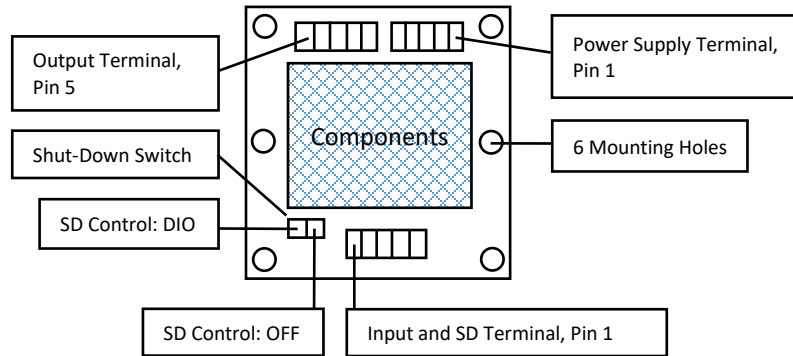 Output Terminal,
Pin 5
Power Supply Terminal,
Pin 1
Components
Shut-Down Switch
6 Mounting Holes
SD Control: DIO
SD Control: OFF
Input and SD Terminal, Pin 1